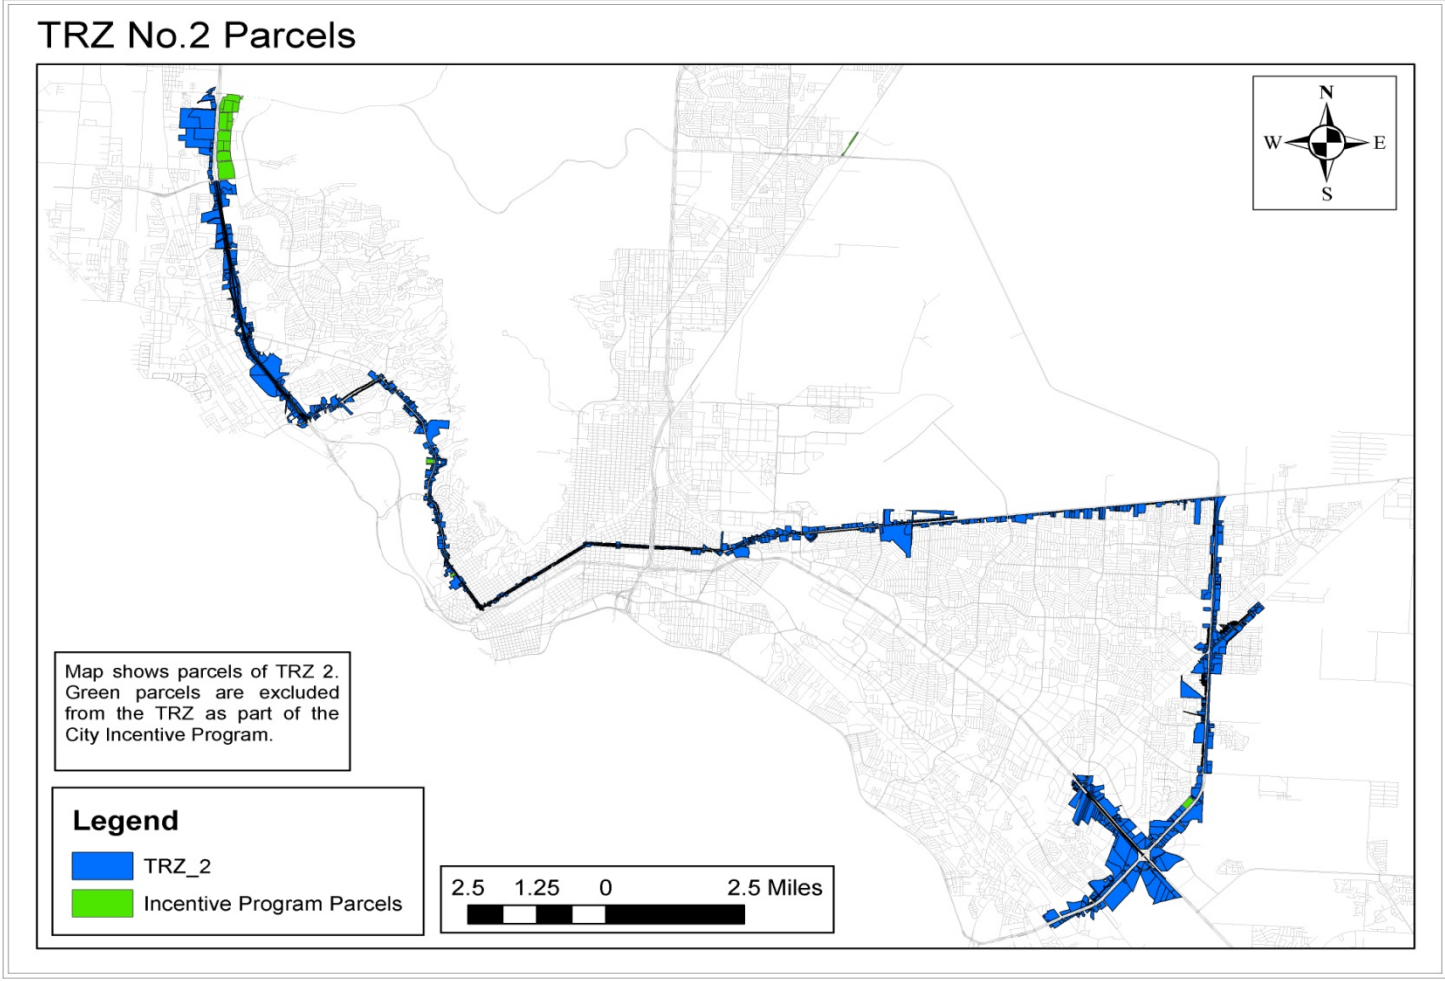 TRZ No.2 Parcels
N
W E
S
Map shows parcels of TRZ 2.
Green parcels are excluded
from the TRZ as part of the
City Incentive Program.
Legend
TRZ_2
Incentive Program Parcels
2.5 1.25 0 2.5 Miles